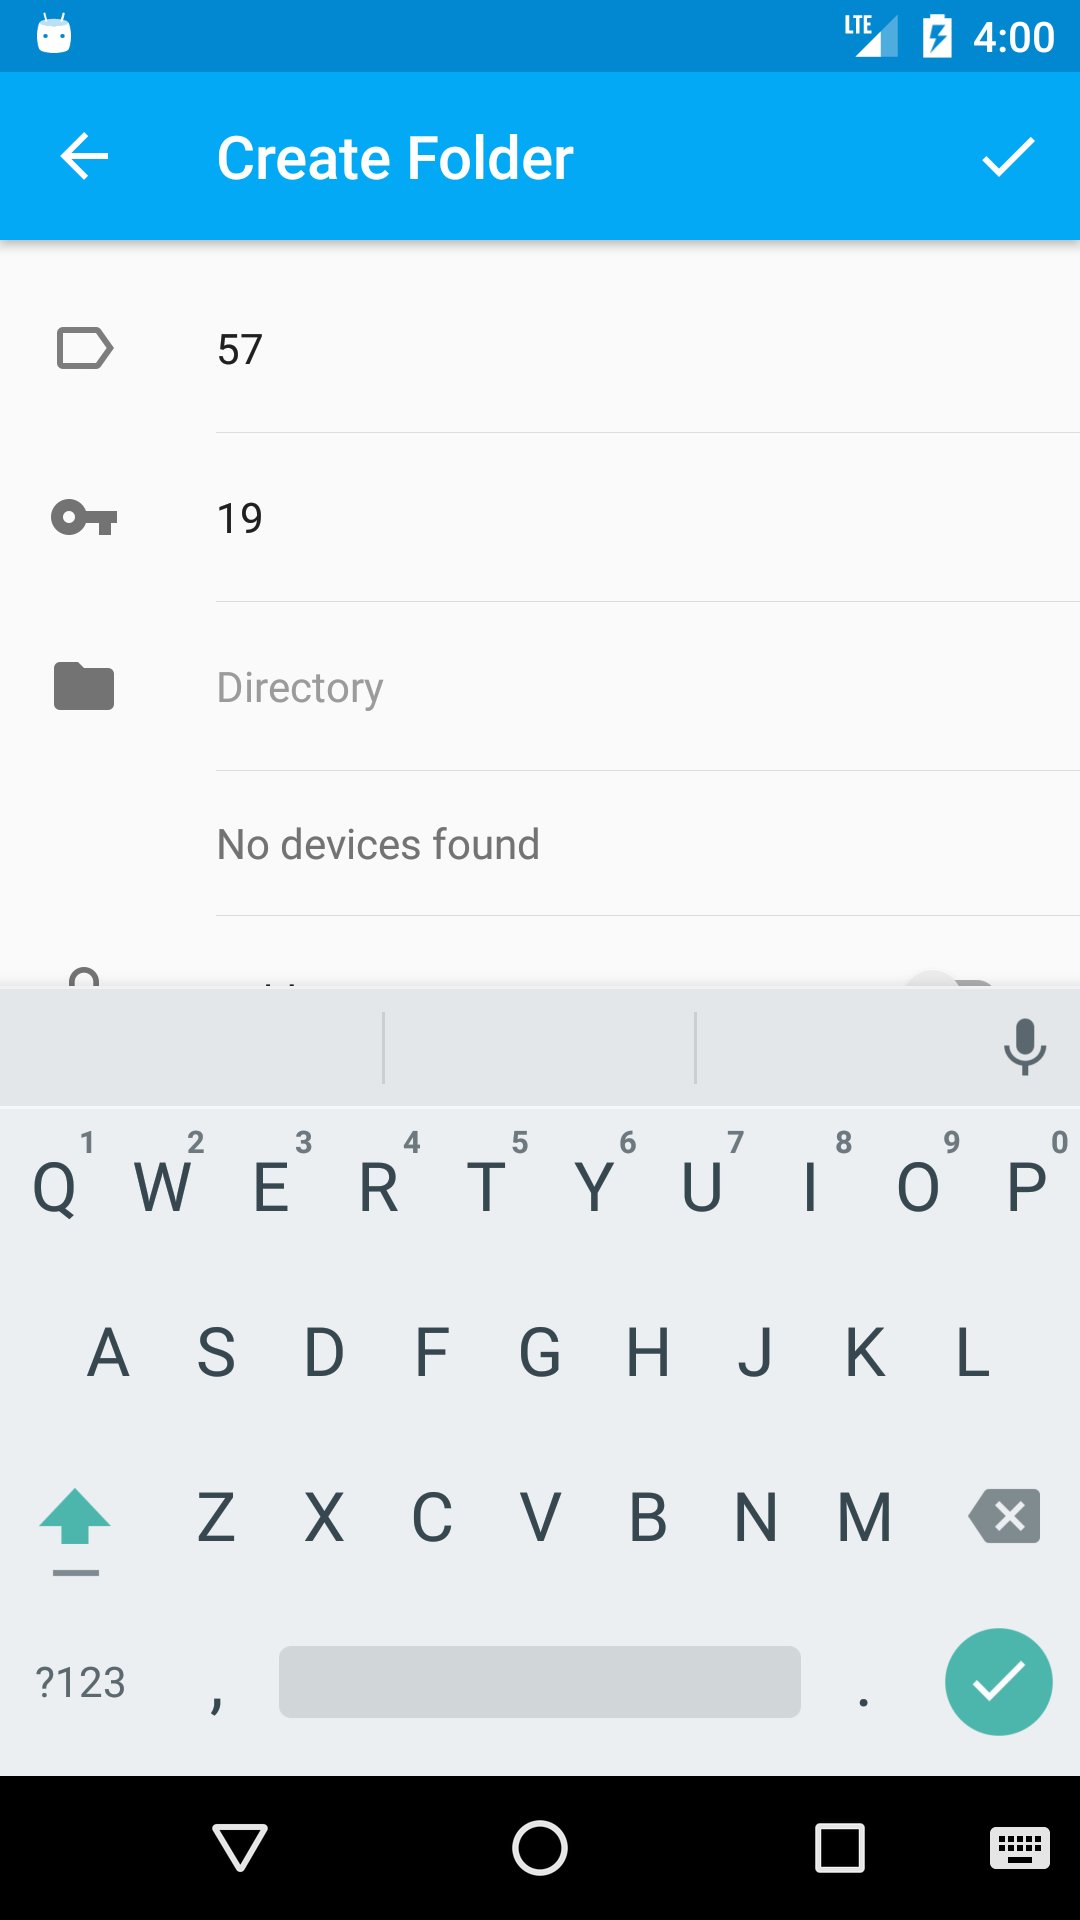 LTE 4:00
Create Folder
57
19
Directory
No devices found
1 2 3 4 5 6 7 8 9 0
Q W E R T Y U I O P
A S D F G H J K L
Z X C V B N M
?123 , .